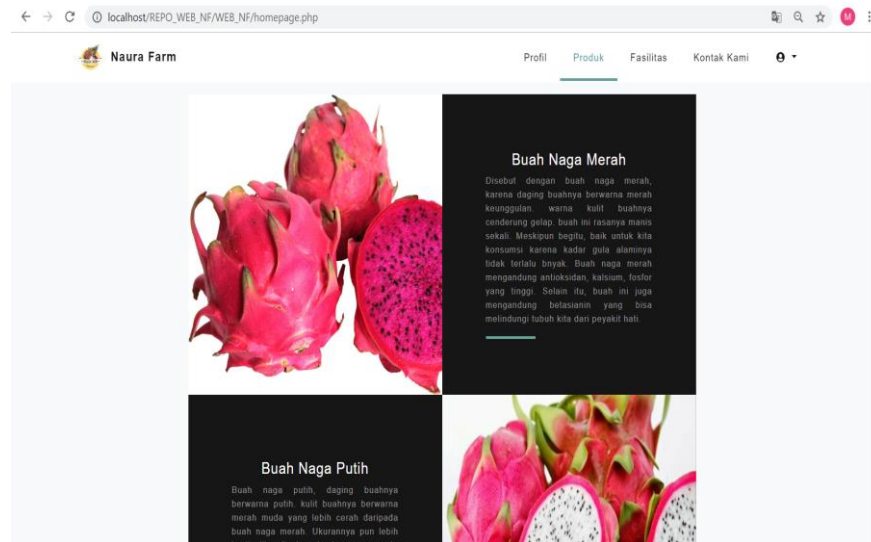 localhost/REPO_WEB_NF/WEB_NF/homepage.php
M
Naura Farm
Profil
Produk
Fasilitas
Kontak Kami
Buah Naga Merah
Disebut dengan buah naga merah,
karena daging buahnya berwarna merah
keunggulan. warna kulit buahnya
cenderung gelap. buah ini rasanya manis
sekali. Meskipun begitu, baik untuk kita
konsumsi karena kadar gula alaminya
tidak terlalu bnyak. Buah naga merah
mengandung antioksidan, kalsium, fosfor
yang tinggi. Selain itu, buah ini juga
mengandung betasianin yang bisa
melindungi tubuh kita dari peyakit hati.
Buah Naga Putih
Buah naga putih, daging buahnya
berwarna putih. kulit buahnya berwarna
merah muda yang lebih cerah daripada
buah naga merah. Ukurannya pun lebih